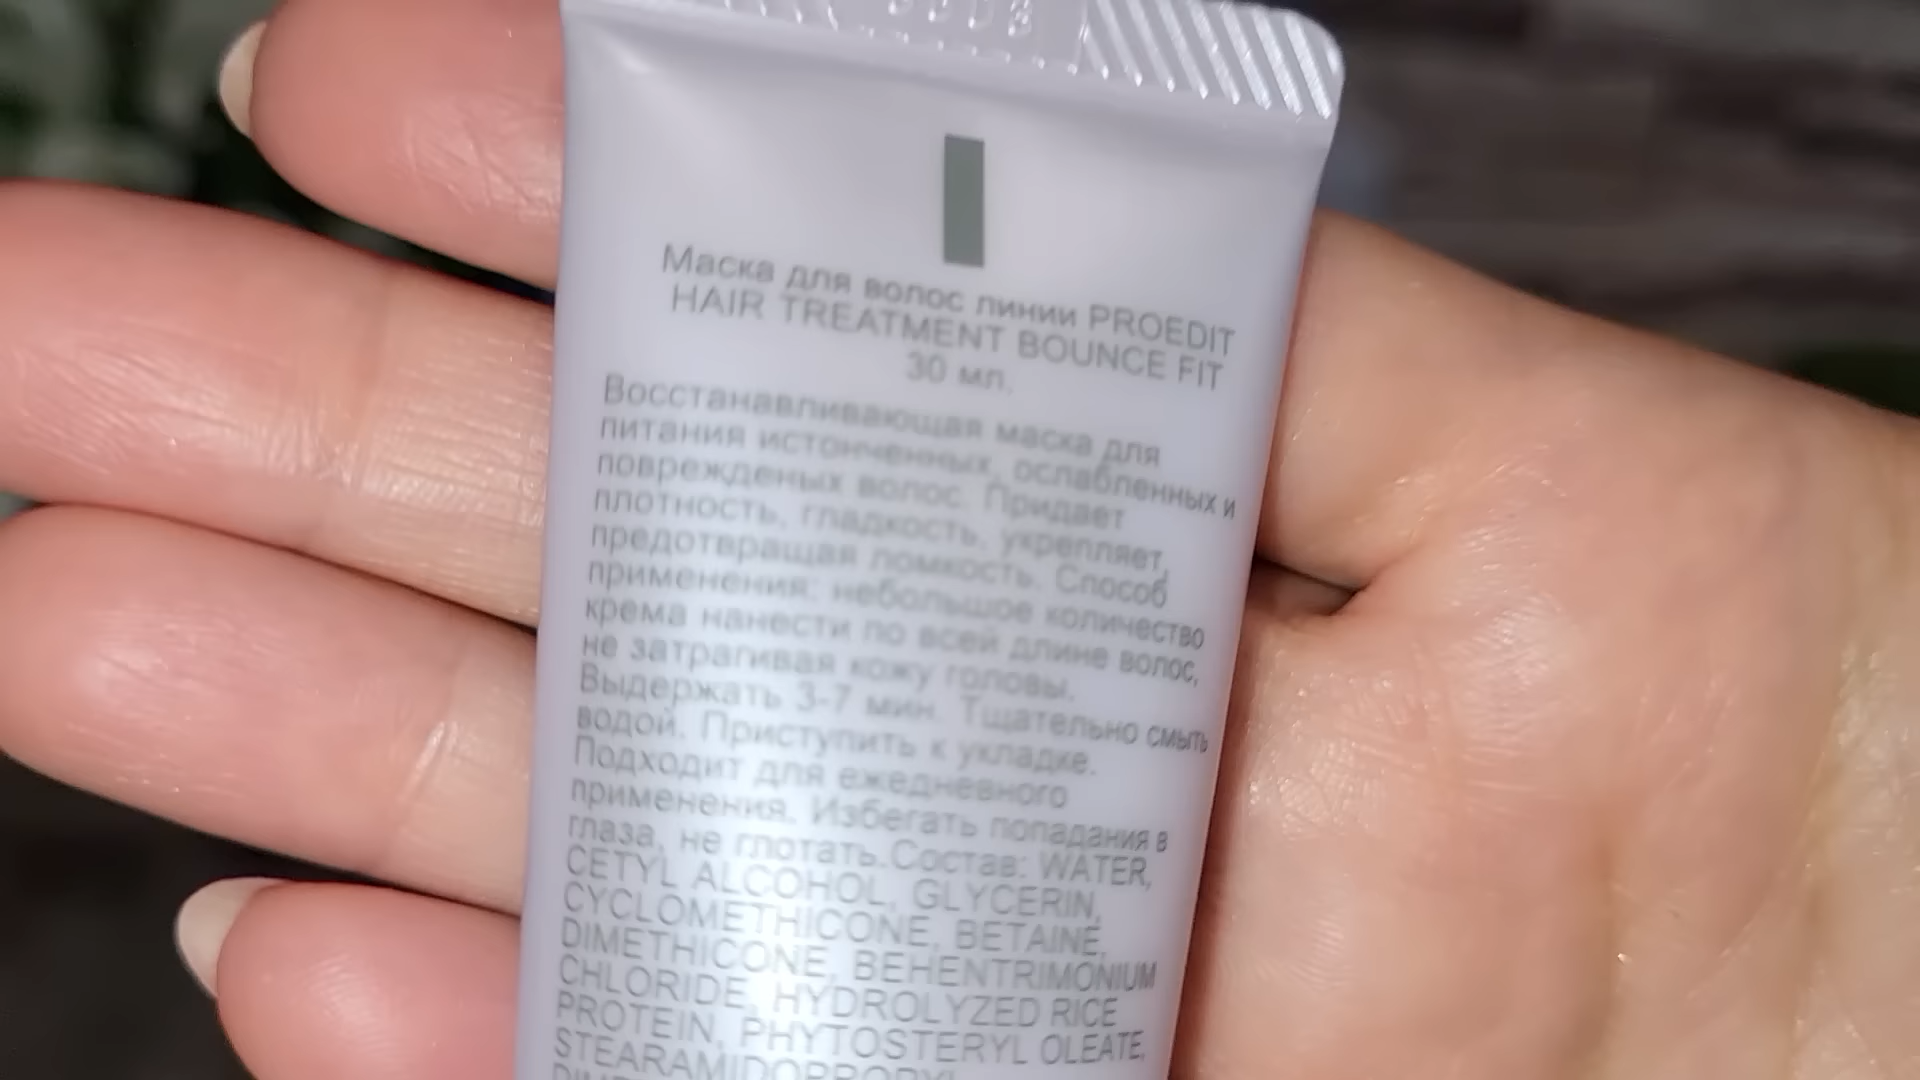 Маска для волос линии PROEDIT
HAIR TREATMENT BOUNCE FIT
30 мл.
Восстанавливающая маска для
питания истонченных, ослабленных и
поврежденых волос. Придает
плотность, гладкость, укрепляет,
предотвращая ломкость. Способ
применения: небольшое количество
крема нанести по всей длине волос,
не затрагивая кожу головы.
Выдержать 3-7 мин. Тщательно смыть
водой. Приступить к укладке.
Подходит для ежедневного
применения. Избегать попадания в
глаза, не глотать.Состав: WATER,
CETYL ALCOHOL, GLYCERIN,
CYCLOMETHICONE, BETAINE,
DIMETHICONE, BEHENTRIMONIUM
CHLORIDE, HYDROLYZED RICE
PROTEIN, PHYTOSTERYL OLEATE,
STEARAMIDOPROPYL